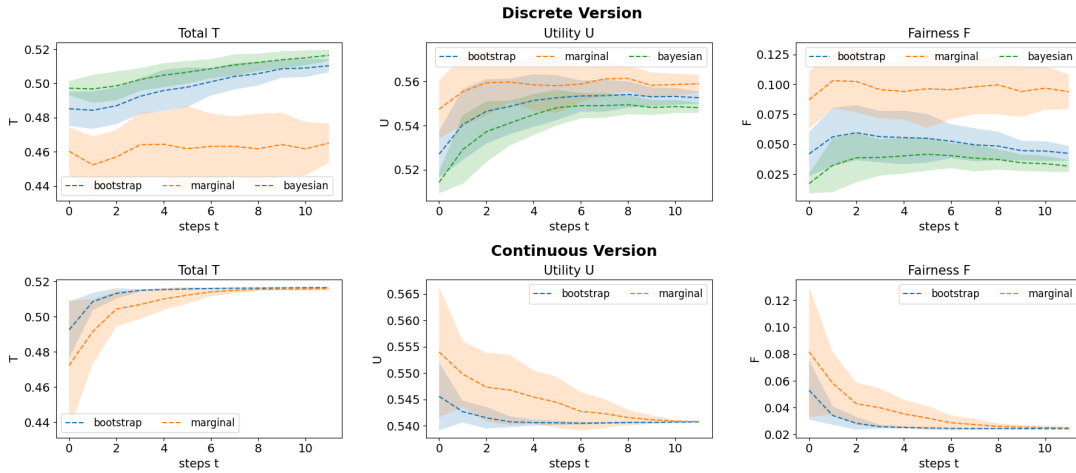 Discrete Version
Total T
T
0.52
0.50
0.48
0.46
0.44
bootstrap marginal bayesian
0 2 4 6 8 10
steps t
Utility U
U
0.56
0.54
0.52
bootstrap marginal bayesian
0 2 4 6 8 10
steps t
Fairness F
F
0.125
0.100
0.075
0.050
0.025
bootstrap marginal bayesian
0 2 4 6 8 10
steps t
Continuous Version
Total T
T
0.52
0.50
0.48
0.46
0.44
bootstrap marginal
0 2 4 6 8 10
steps t
Utility U
U
0.565
0.560
0.555
0.550
0.545
0.540
bootstrap marginal
0 2 4 6 8 10
steps t
Fairness F
F
0.12
0.10
0.08
0.06
0.04
0.02
bootstrap marginal
0 2 4 6 8 10
steps t